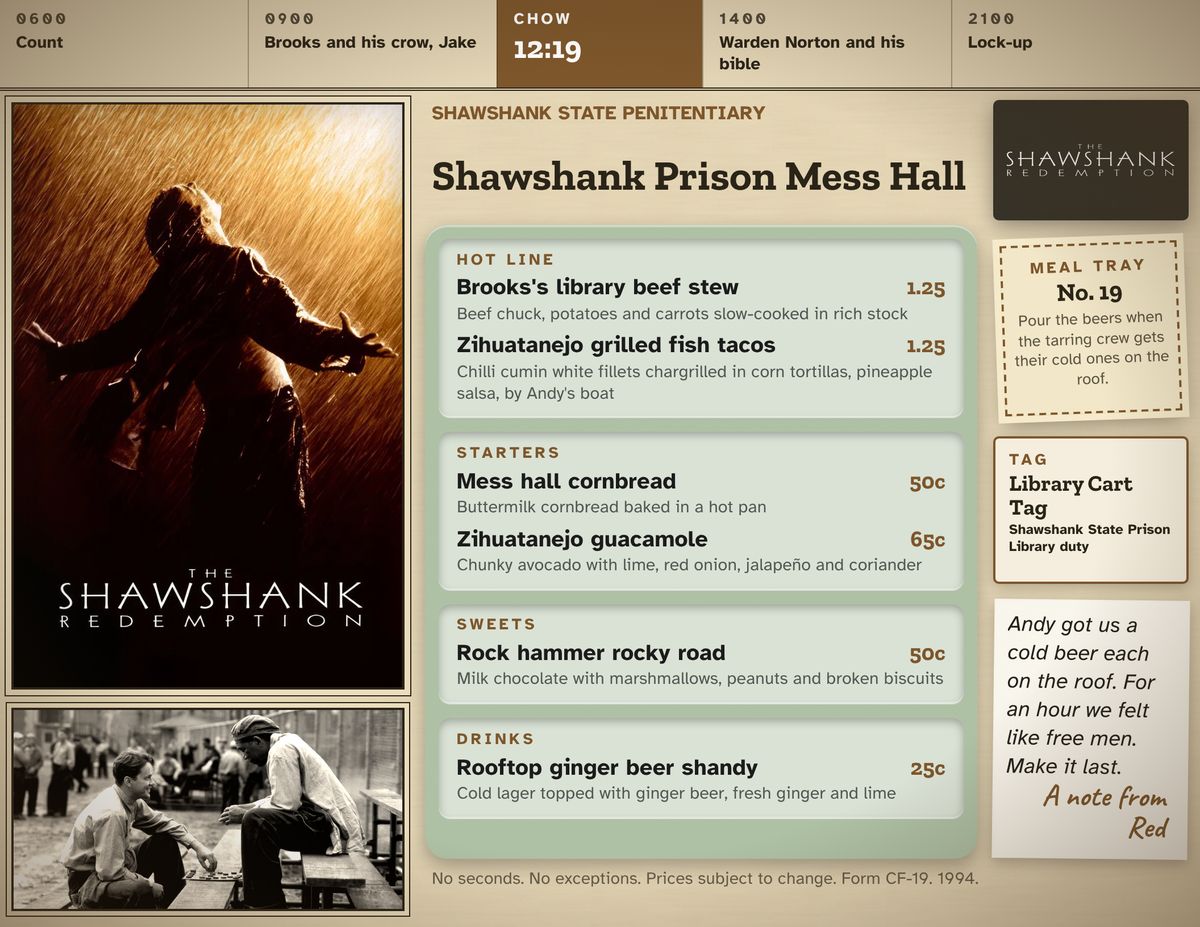 0600
Count
0900
Brooks and his crow, Jake
CHOW
12:19
1400
Warden Norton and his
bible
2100
Lock-up
THE
SHAWSHANK
REDEMPTION
SHAWSHANK STATE PENITENTIARY
Shawshank Prison Mess Hall
HOT LINE
Brooks's library beef stew 1.25
Beef chuck, potatoes and carrots slow-cooked in rich stock
Zihuatanejo grilled fish tacos 1.25
Chilli cumin white fillets chargrilled in corn tortillas, pineapple
salsa, by Andy's boat
STARTERS
Mess hall cornbread 50c
Buttermilk cornbread baked in a hot pan
Zihuatanejo guacamole 65c
Chunky avocado with lime, red onion, jalapeño and coriander
SWEETS
Rock hammer rocky road 50c
Milk chocolate with marshmallows, peanuts and broken biscuits
DRINKS
Rooftop ginger beer shandy 25c
Cold lager topped with ginger beer, fresh ginger and lime
No seconds. No exceptions. Prices subject to change. Form CF-19. 1994.
THE
SHAWSHANK
REDEMPTION
MEAL TRAY
No. 19
Pour the beers when
the tarring crew gets
their cold ones on the
roof.
TAG
Library Cart
Tag
Shawshank State Prison
Library duty
Andy got us a
cold beer each
on the roof. For
an hour we felt
like free men.
Make it last.
A note from
Red